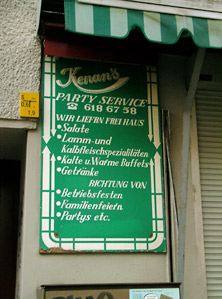 Kenan's
PARTY SERVICE
☎ 618 67 58
WIR LIEFRN FREI HAUS
•Salate
•Lamm-und
Kalbfleischspezialitäten
•Kalte u.Warme Buffets
•Getränke
RICHTUNG VON
•Betriebsfesten
•Familienfeiern
•Partys etc.